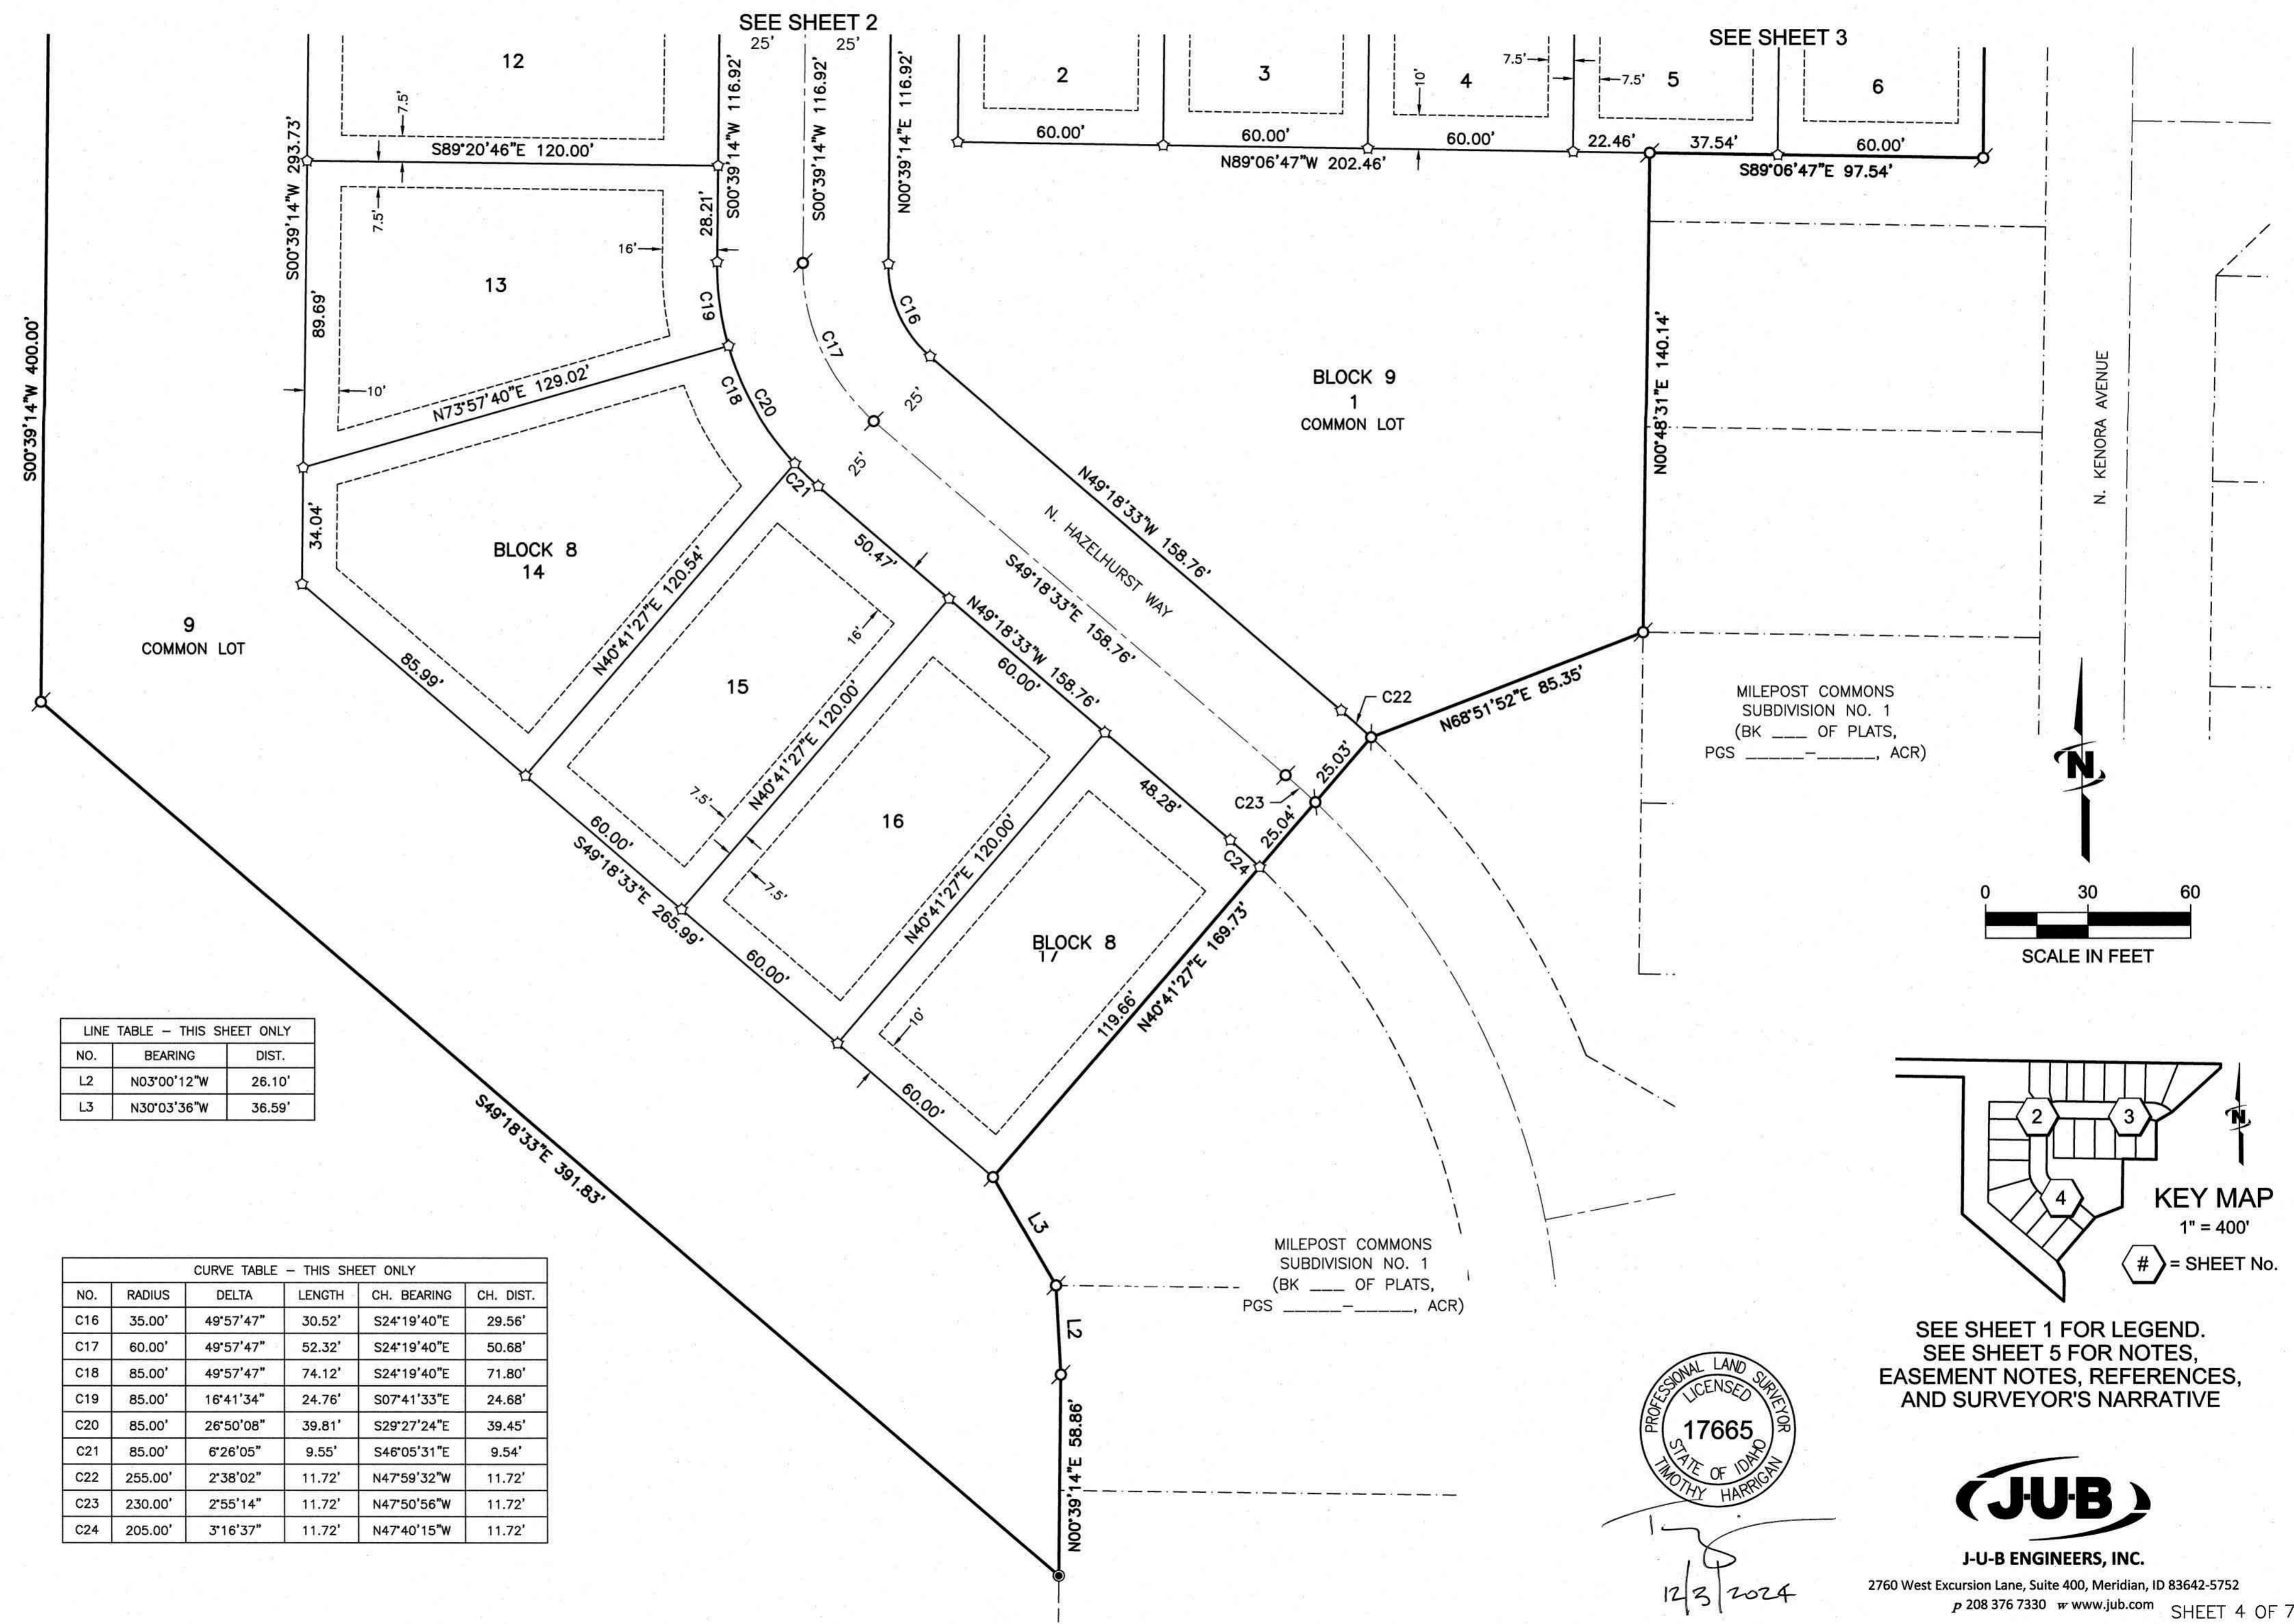 SEE SHEET 2
SEE SHEET 3
25'
25'
12
7.5'
S89°20'46"E 120.00'
S00°39'14"W 293.73'
S00°39'14"W 116.92'
S00°39'14"W 116.92'
N00°39'14"E 116.92'
2
3
4
5
6
10'
7.5'
7.5'
60.00'
60.00'
60.00'
22.46'
37.54'
60.00'
N89°06'47"W 202.46'
S89°06'47"E 97.54'
S00°39'14"W 400.00'
7.5'
28.21'
16'
13
89.69'
10'
C19
C17
C16
N73°57'40"E 129.02'
C18
C20
25'
25'
C21
BLOCK 9
1
COMMON LOT
N00°48'31"E 140.14'
N. KENORA AVENUE
34.04'
BLOCK 8
14
N40°41'27"E 120.54'
50.47'
N49°18'33"W 158.76'
N. HAZELHURST WAY
S49°18'33"E 158.76'
9
COMMON LOT
85.99'
15
16'
N49°18'33"W 158.76'
60.00'
N40°41'27"E 120.00'
7.5'
C22
N68°51'52"E 85.35'
25.03'
C23
25.04'
MILEPOST COMMONS
SUBDIVISION NO. 1
(BK ___ OF PLATS,
PGS _____-_____, ACR)
N
60.00'
S49°18'33"E 265.99'
16
7.5'
48.28'
C24
N40°41'27"E 120.00'
60.00'
BLOCK 8
17
10'
119.66'
N40°41'27"E 169.73'
60.00'
0 30 60
SCALE IN FEET
LINE TABLE – THIS SHEET ONLY
NO. BEARING DIST.
L2 N03°00'12"W 26.10'
L3 N30°03'36"W 36.59'
S49°18'33"E 391.83'
L3
L2
N00°39'14"E 58.86'
MILEPOST COMMONS
SUBDIVISION NO. 1
(BK ___ OF PLATS,
PGS _____-_____, ACR)
CURVE TABLE – THIS SHEET ONLY
NO. RADIUS DELTA LENGTH CH. BEARING CH. DIST.
C16 35.00' 49°57'47" 30.52' S24°19'40"E 29.56'
C17 60.00' 49°57'47" 52.32' S24°19'40"E 50.68'
C18 85.00' 49°57'47" 74.12' S24°19'40"E 71.80'
C19 85.00' 16°41'34" 24.76' S07°41'33"E 24.68'
C20 85.00' 26°50'08" 39.81' S29°27'24"E 39.45'
C21 85.00' 6°26'05" 9.55' S46°05'31"E 9.54'
C22 255.00' 2°38'02" 11.72' N47°59'32"W 11.72'
C23 230.00' 2°55'14" 11.72' N47°50'56"W 11.72'
C24 205.00' 3°16'37" 11.72' N47°40'15"W 11.72'
2
3
4
N
KEY MAP
1" = 400'
# = SHEET No.
SEE SHEET 1 FOR LEGEND.
SEE SHEET 5 FOR NOTES,
EASEMENT NOTES, REFERENCES,
AND SURVEYOR'S NARRATIVE
PROFESSIONAL LAND SURVEYOR
LICENSED
17665
STATE OF IDAHO
TIMOTHY HARRIGAN
12/3/2024
J-U-B
J-U-B ENGINEERS, INC.
2760 West Excursion Lane, Suite 400, Meridian, ID 83642-5752
p 208 376 7330 w www.jub.com
SHEET 4 OF 7